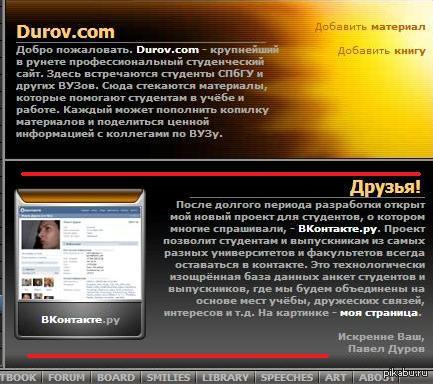 Durov.com
Добавить материал
Добавить книгу
Добро пожаловать. Durov.com - крупнейший
в рунете профессиональный студенческий
сайт. Здесь встречаются студенты СПбГУ и
других ВУЗов. Сюда стекаются материалы,
которые помогают студентам в учёбе и
работе. Каждый может пополнить копилку
материалов и поделиться ценной
информацией с коллегами по ВУЗу.
Друзья!
После долгого периода разработки открыт
мой новый проект для студентов, о котором
многие спрашивали, - ВКонтакте.ру. Проект
позволит студентам и выпускникам из самых
разных университетов и факультетов всегда
оставаться в контакте. Это технологически
изощрённая база данных анкет студентов и
выпускников, где мы будем объединены на
основе мест учёбы, дружеских связей,
интересов и т.д. На картинке - моя страница.
ВКонтакте.ру
Искренне Ваш,
Павел Дуров
TBOOK FORUM BOARD SMILIES LIBRARY SPEECHES ART ABOUT
pikabu.ru